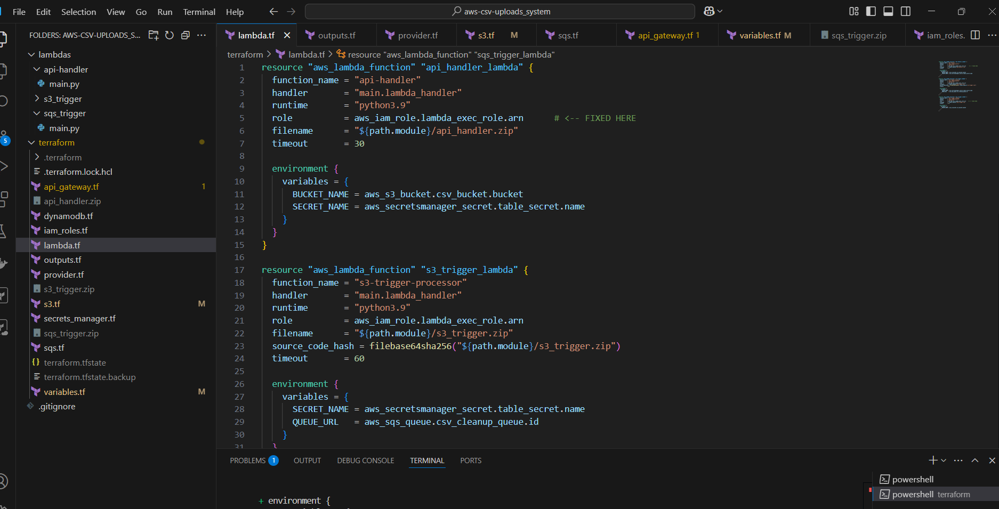 File Edit Selection View Go Run Terminal Help
aws-csv-uploads_system
FOLDERS: AWS-CSV-UPLOADS_S...
lambdas
api-handler
main.py
s3_trigger
sqs_trigger
main.py
terraform
.terraform
.terraform.lock.hcl
api_gateway.tf 1
api_handler.zip
dynamodb.tf
iam_roles.tf
lambda.tf
outputs.tf
provider.tf
s3_trigger.zip
s3.tf M
secrets_manager.tf
sqs_trigger.zip
sqs.tf
{} terraform.tfstate
terraform.tfstate.backup
variables.tf M
.gitignore
5
lambda.tf outputs.tf provider.tf s3.tf M sqs.tf api_gateway.tf 1 variables.tf M sqs_trigger.zip iam_roles.
terraform > lambda.tf > resource "aws_lambda_function" "sqs_trigger_lambda"
1 resource "aws_lambda_function" "api_handler_lambda" {
2 function_name = "api-handler"
3 handler = "main.lambda_handler"
4 runtime = "python3.9"
5 role = aws_iam_role.lambda_exec_role.arn # <-- FIXED HERE
6 filename = "${path.module}/api_handler.zip"
7 timeout = 30
8
9 environment {
10 variables = {
11 BUCKET_NAME = aws_s3_bucket.csv_bucket.bucket
12 SECRET_NAME = aws_secretsmanager_secret.table_secret.name
13 }
14 }
15 }
16
17 resource "aws_lambda_function" "s3_trigger_lambda" {
18 function_name = "s3-trigger-processor"
19 handler = "main.lambda_handler"
20 runtime = "python3.9"
21 role = aws_iam_role.lambda_exec_role.arn
22 filename = "${path.module}/s3_trigger.zip"
23 source_code_hash = filebase64sha256("${path.module}/s3_trigger.zip")
24 timeout = 60
25
26 environment {
27 variables = {
28 SECRET_NAME = aws_secretsmanager_secret.table_secret.name
29 QUEUE_URL = aws_sqs_queue.csv_cleanup_queue.id
30 }
31 }
PROBLEMS 1 OUTPUT DEBUG CONSOLE TERMINAL PORTS
+ environment {
powershell
powershell terraform